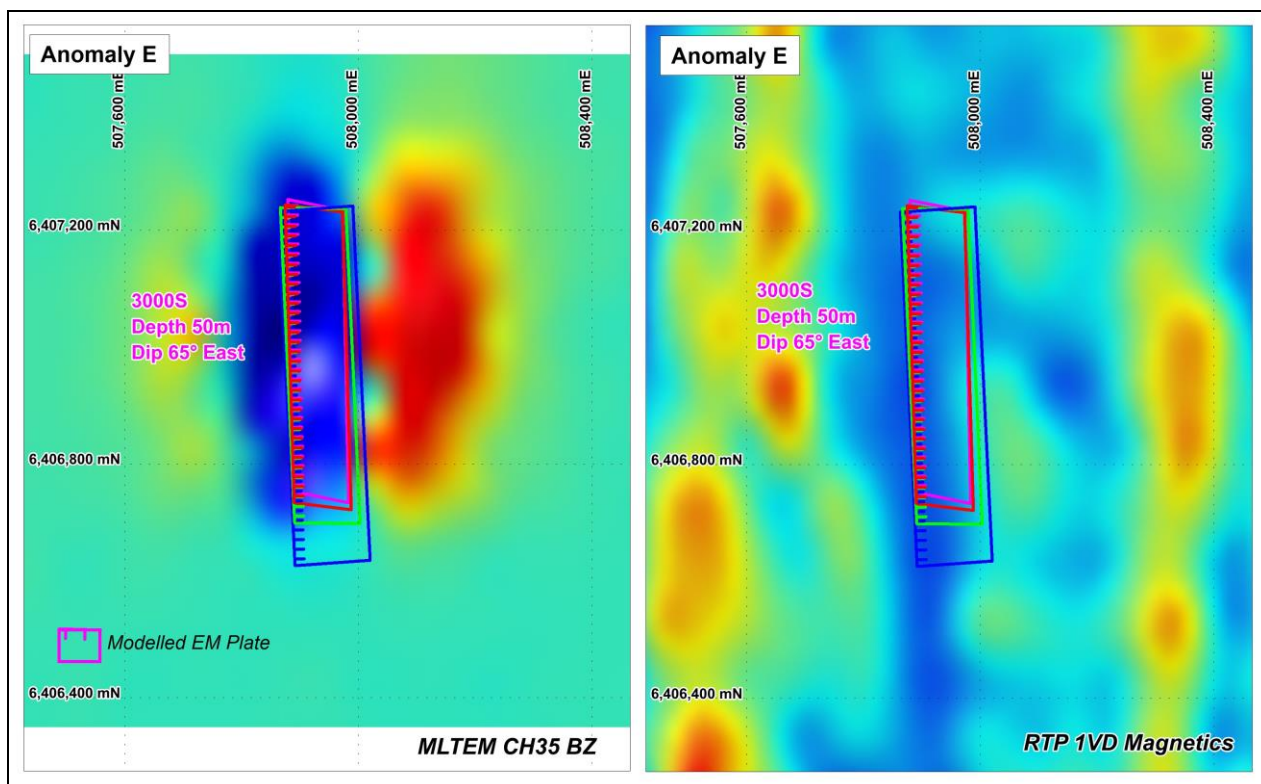 Anomaly E
507,600 mE
508,000 mE
508,400 mE
6,407,200 mN
3000S
Depth 50m
Dip 65° East
6,406,800 mN
Modelled EM Plate
6,406,400 mN
MLTEM CH35 BZ
Anomaly E
507,600 mE
508,000 mE
508,400 mE
6,407,200 mN
3000S
Depth 50m
Dip 65° East
6,406,800 mN
6,406,400 mN
RTP 1VD Magnetics